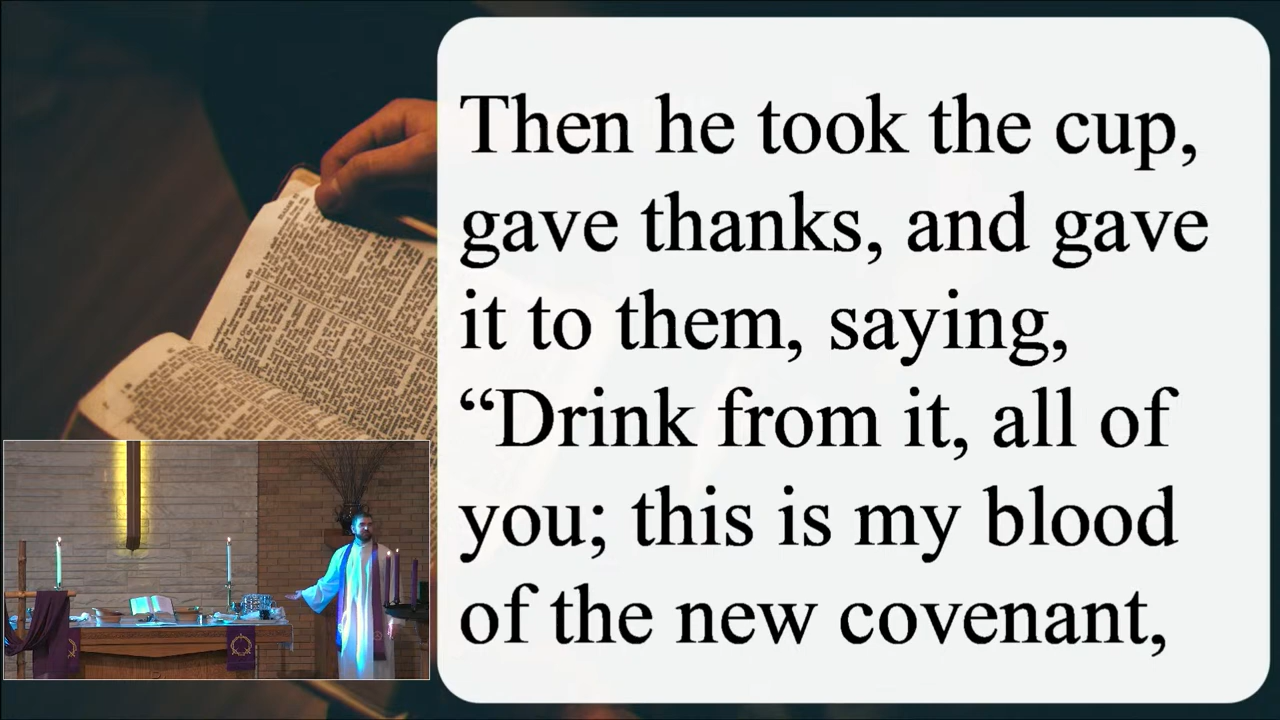 Then he took the cup,
gave thanks, and gave
it to them, saying,
“Drink from it, all of
you; this is my blood
of the new covenant,